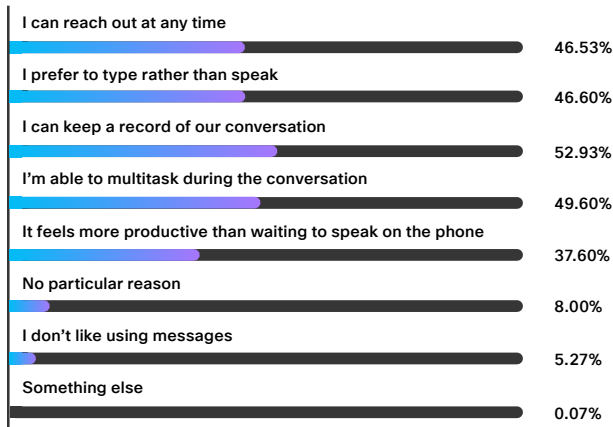 I can reach out at any time
46.53%
I prefer to type rather than speak
46.60%
I can keep a record of our conversation
52.93%
I’m able to multitask during the conversation
49.60%
It feels more productive than waiting to speak on the phone
37.60%
No particular reason
8.00%
I don’t like using messages
5.27%
Something else
0.07%